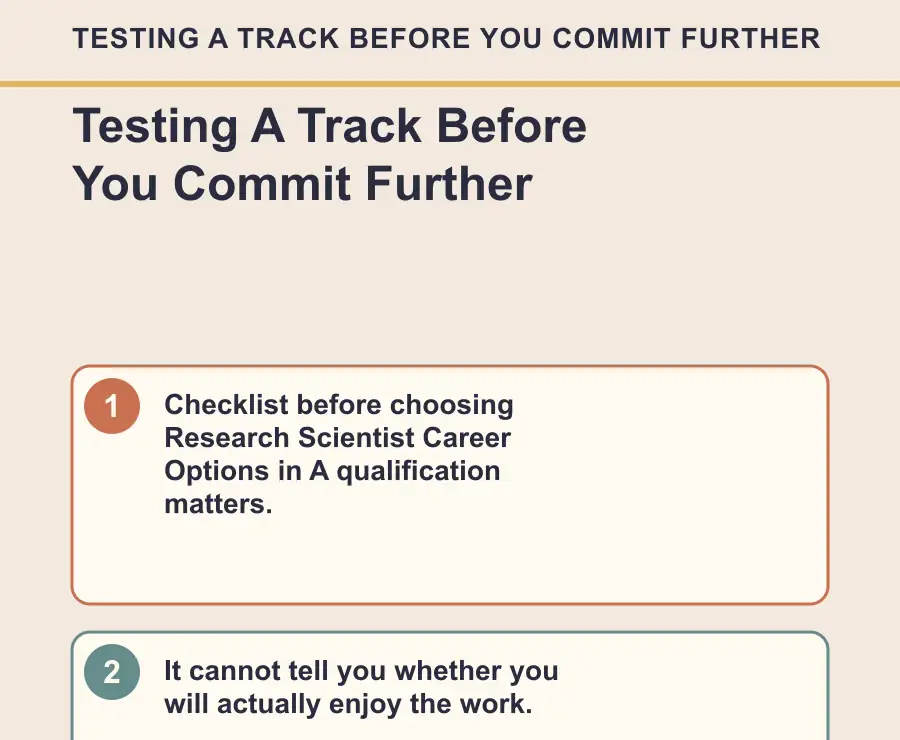 TESTING A TRACK BEFORE YOU COMMIT FURTHER
Testing A Track Before
You Commit Further
1
Checklist before choosing
Research Scientist Career
Options in A qualification
matters.
2
It cannot tell you whether you
will actually enjoy the work.